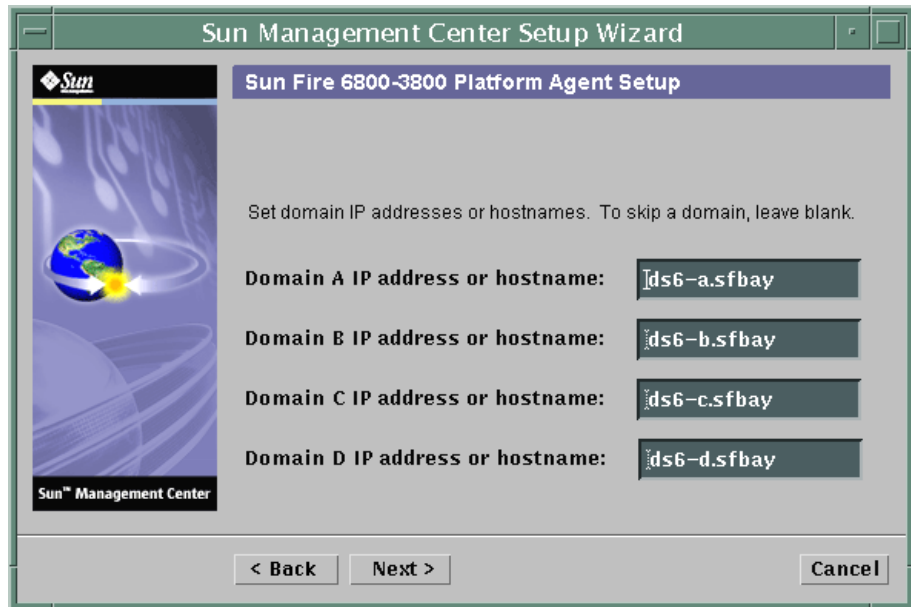 Sun Management Center Setup Wizard
Sun
Sun Fire 6800-3800 Platform Agent Setup
Set domain IP addresses or hostnames. To skip a domain, leave blank.
Domain A IP address or hostname: ds6-a.sfbay
Domain B IP address or hostname: ds6-b.sfbay
Domain C IP address or hostname: ds6-c.sfbay
Domain D IP address or hostname: ds6-d.sfbay
Sun™ Management Center
< Back Next > Cancel